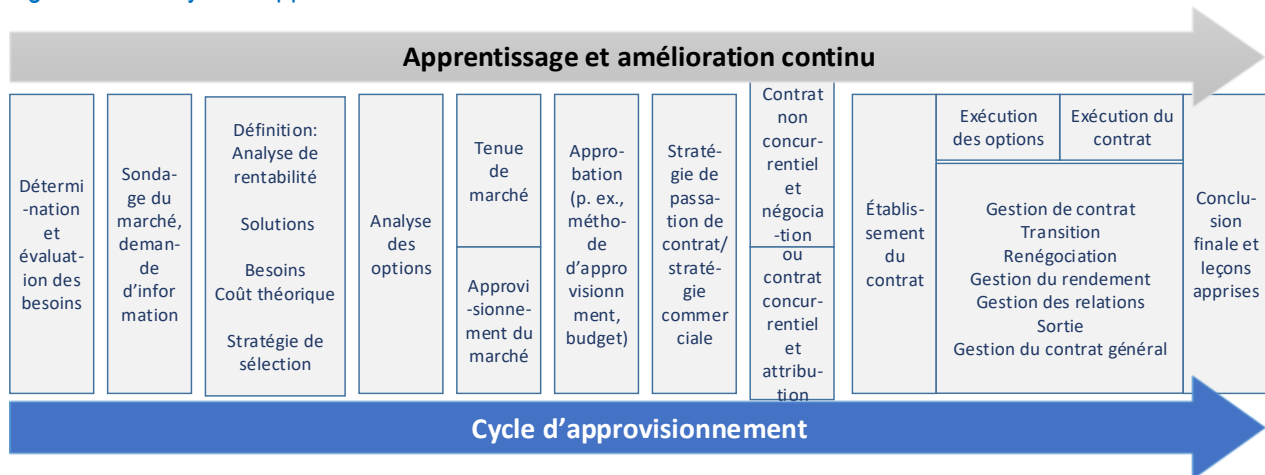 Apprentissage et amélioration continu
Détermi
-nation
et
évaluat-
ion des
besoins
Sonda-
ge du
marché,
deman-
de
d’infor
mation
Définition:
Analyse de
rentabilité
Solutions
Besoins
Coût théorique
Stratégie de
sélection
Analyse
des
options
Tenue
de
marché
Approvi
-sionne-
ment du
marché
Appro-
bation
(p. ex.,
métho-
de
d’appro
visionn
ment,
budget)
Straté-
gie de
passa-
tion de
contrat/
straté-
gie
commer
ciale
Contrat
non
concur-
rentiel
et
négocia
-tion
ou
contrat
concur-
rentiel
et
attribu-
tion
Établis-
sement
du
contrat
Exécution
des options
Exécution du
contrat
Gestion de contrat
Transition
Renégociation
Gestion du rendement
Gestion des relations
Sortie
Gestion du contrat général
Conclu-
sion
finale et
leçons
apprises
Cycle d’approvisionnement